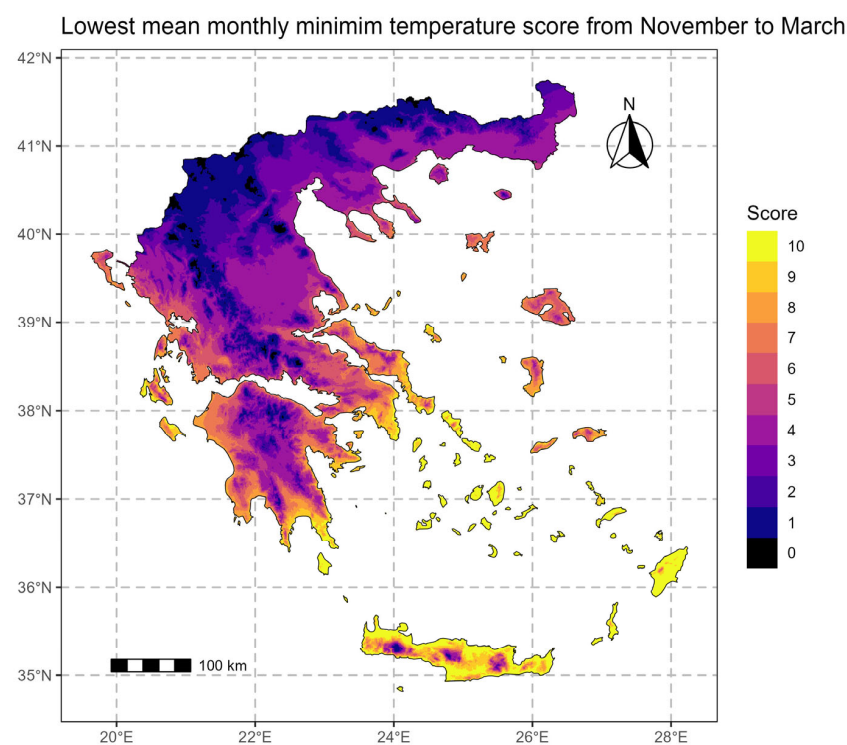 Lowest mean monthly minimim temperature score from November to March
42°N
41°N
40°N
39°N
38°N
37°N
36°N
35°N
20°E
22°E
24°E
26°E
28°E
N
100 km
Score
10
9
8
7
6
5
4
3
2
1
0